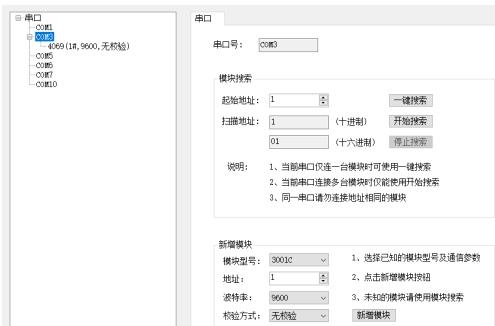 串口
COM1
COM3
4069(1#,9600,无校验)
COM5
COM6
COM7
COM10
串口
串口号: COM3
模块搜索
起始地址: 1 一键搜索
扫描地址: 1 (十进制) 开始搜索
01 (十六进制) 停止搜索
说明: 1、当前串口仅连一台模块时可使用一键搜索
2、当前串口连接多台模块时仅能使用开始搜索
3、同一串口请勿连接地址相同的模块
新增模块
模块型号: 3001C 1、选择已知的模块型号及通信参数
地址: 1 2、点击新增模块按钮
波特率: 9600 3、未知的模块请使用模块搜索
校验方式: 无校验 新增模块